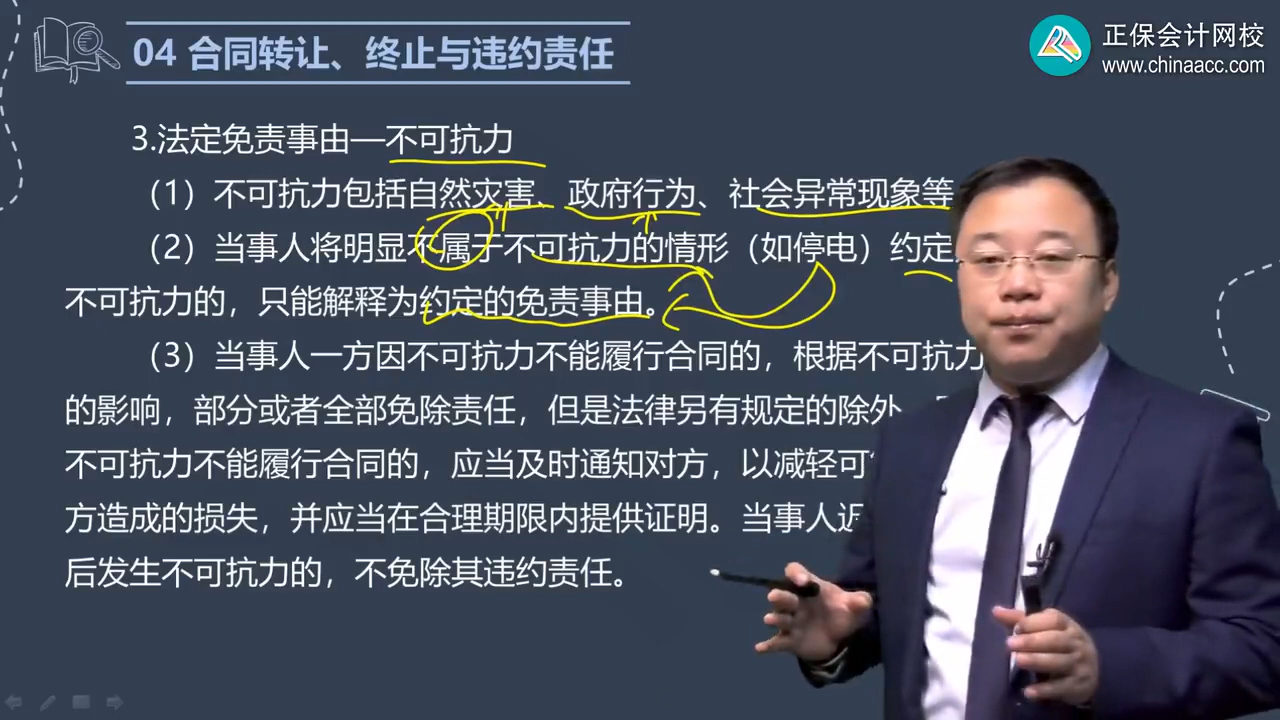 04 合同转让、终止与违约责任
正保会计网校
www.chinaacc.com
3.法定免责事由—不可抗力
（1）不可抗力包括自然灾害、政府行为、社会异常现象等
（2）当事人将明显不属于不可抗力的情形（如停电）约定
不可抗力的，只能解释为约定的免责事由。
（3）当事人一方因不可抗力不能履行合同的，根据不可抗力
的影响，部分或者全部免除责任，但是法律另有规定的除外
不可抗力不能履行合同的，应当及时通知对方，以减轻可
方造成的损失，并应当在合理期限内提供证明。当事人
后发生不可抗力的，不免除其违约责任。